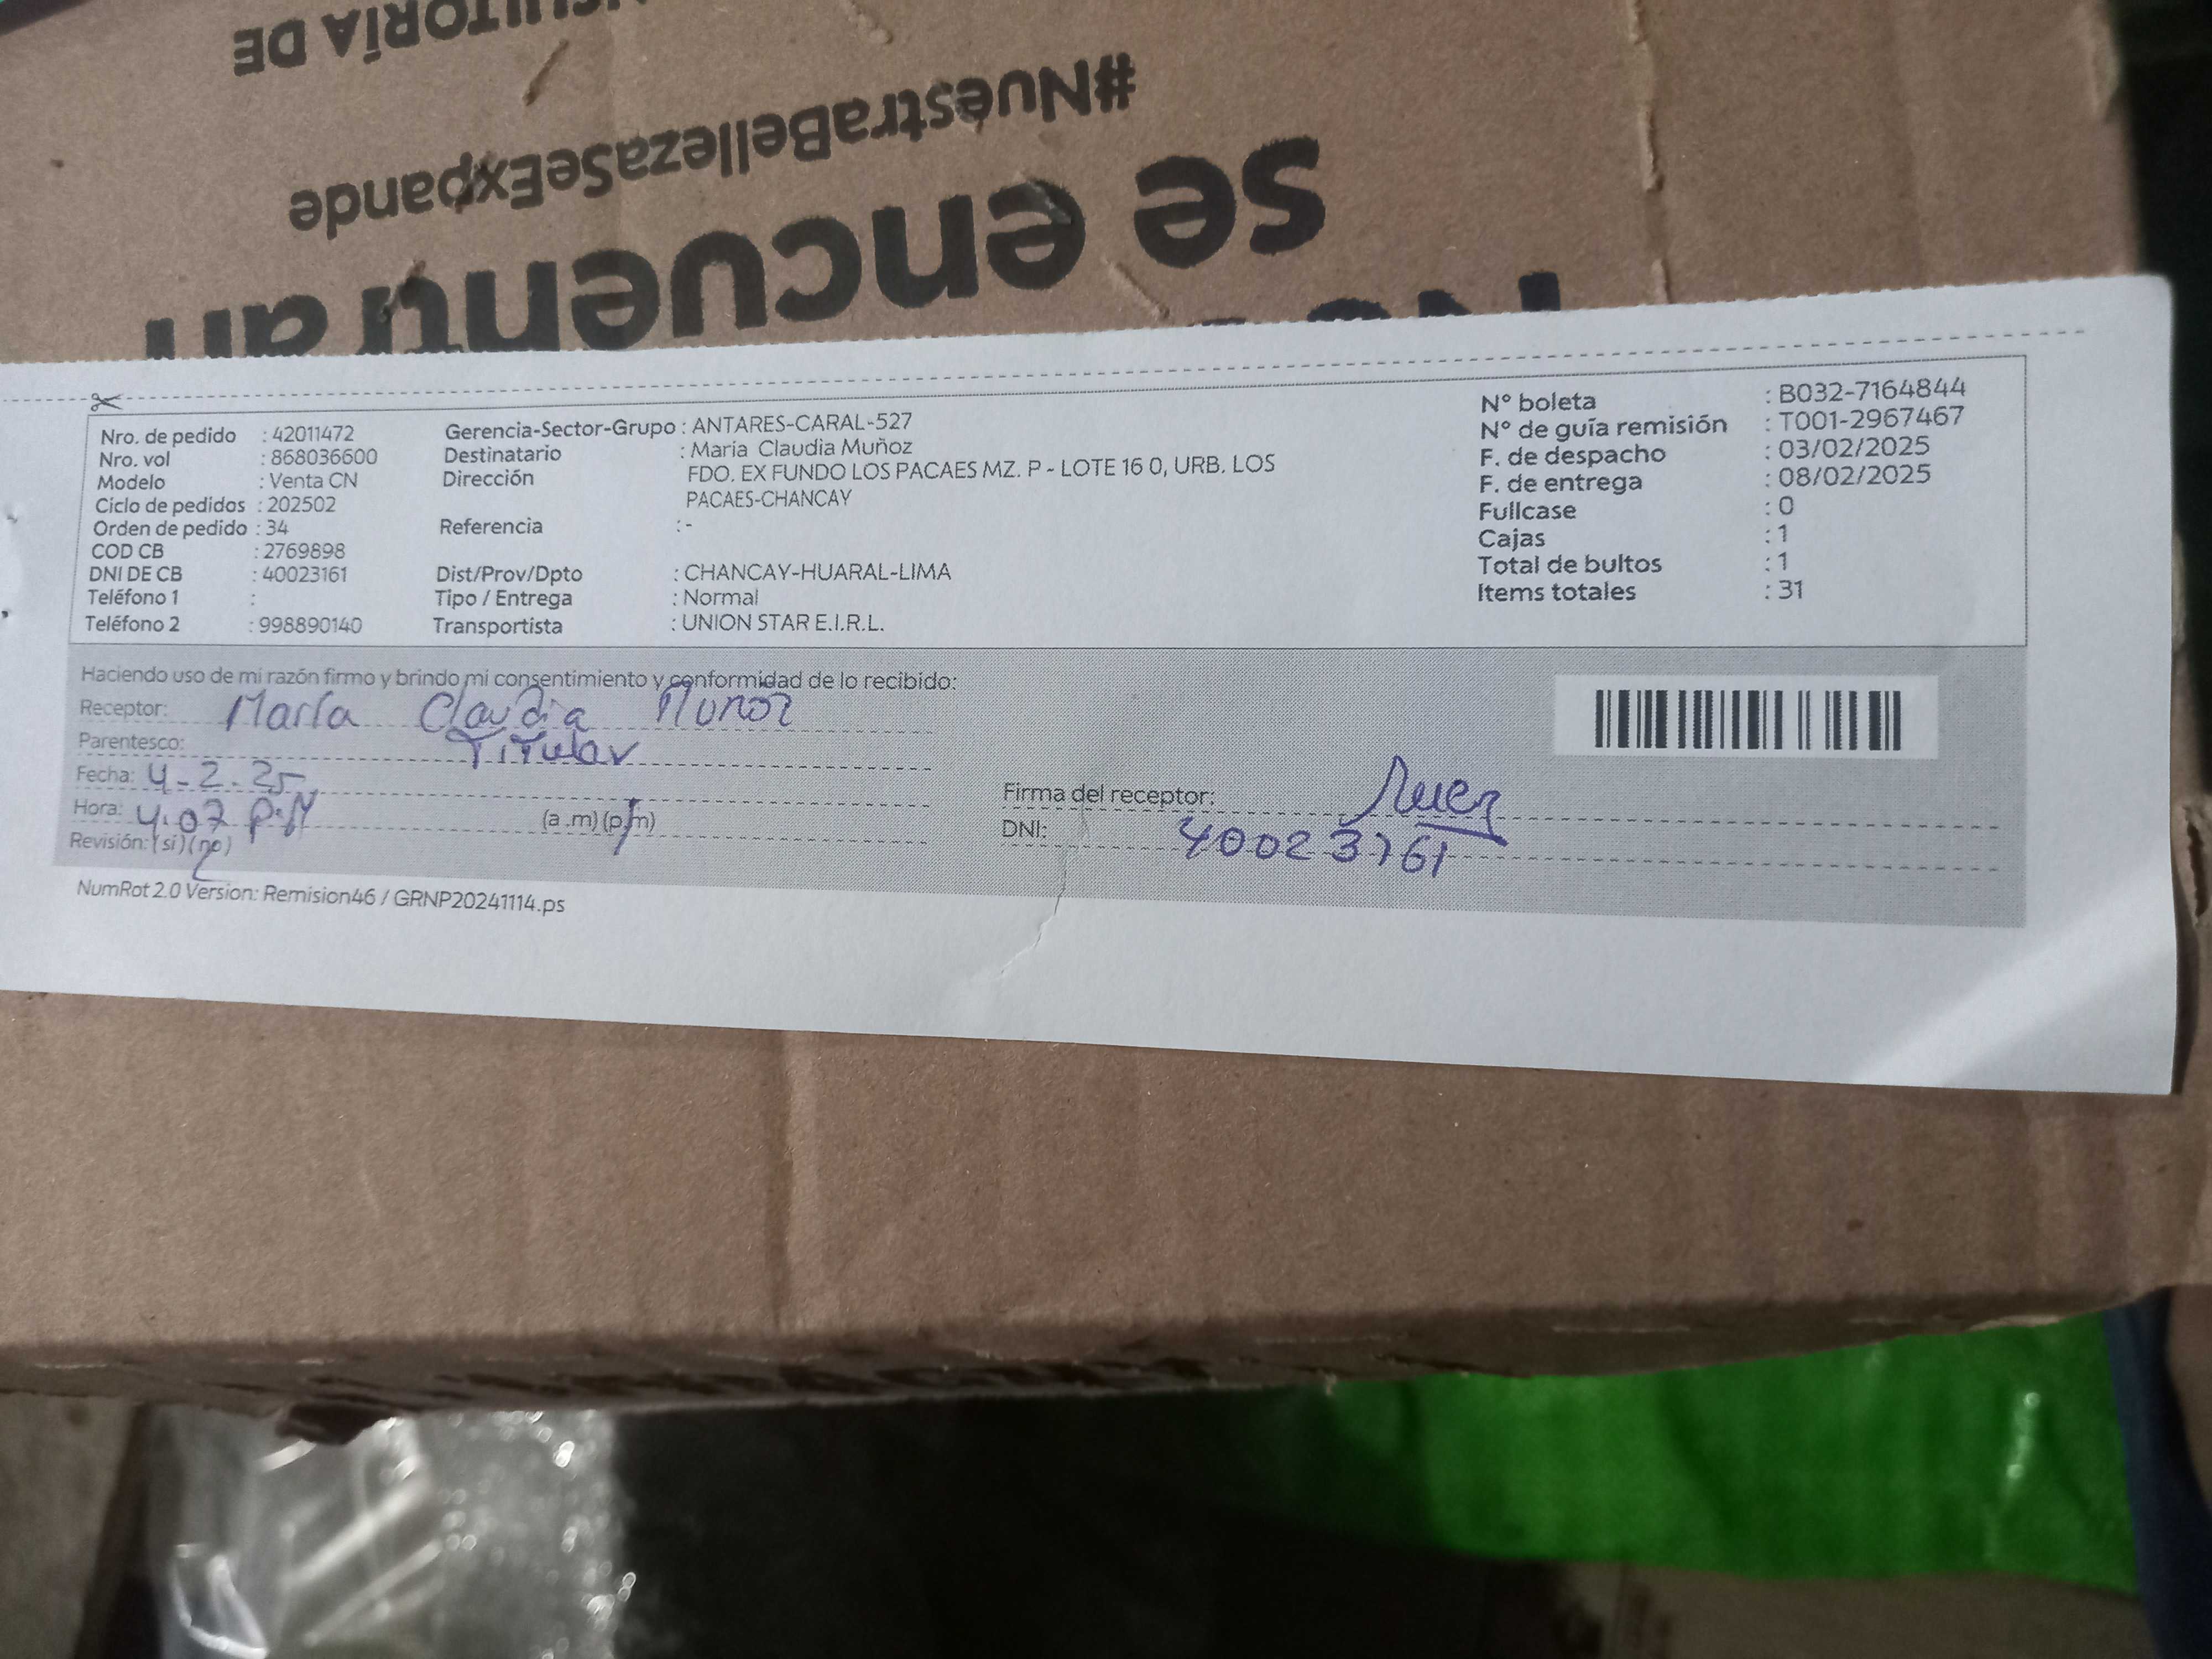 SULTORÍA DE
#NuestraBellezaSeExpande
se encuentran
Nro. de pedido : 42011472
Nro. vol : 868036600
Modelo : Venta CN
Ciclo de pedidos : 202502
Orden de pedido : 34
COD CB : 2769898
DNI DE CB : 40023161
Teléfono 1 :
Teléfono 2 : 998890140
Gerencia-Sector-Grupo : ANTARES-CARAL-527
Destinatario : Maria Claudia Muñoz
Dirección FDO. EX FUNDO LOS PACAES MZ. P - LOTE 16 0, URB. LOS
PACAES-CHANCAY
Referencia : -
Dist/Prov/Dpto : CHANCAY-HUARAL-LIMA
Tipo / Entrega : Normal
Transportista : UNION STAR E.I.R.L.
N° boleta : B032-7164844
N° de guía remisión : T001-2967467
F. de despacho : 03/02/2025
F. de entrega : 08/02/2025
Fullcase : 0
Cajas : 1
Total de bultos : 1
Items totales : 31
Haciendo uso de mi razón firmo y brindo mi consentimiento y conformidad de lo recibido:
Receptor: María Claudia Munoz
Parentesco: Titular
Fecha: 4-2-25
Hora: 4:07 P.M (a .m) (p.m)
Revisión: (si) (no)
Firma del receptor:
DNI: 40023161
NumRot 2.0 Version: Remision46 / GRNP20241114.ps